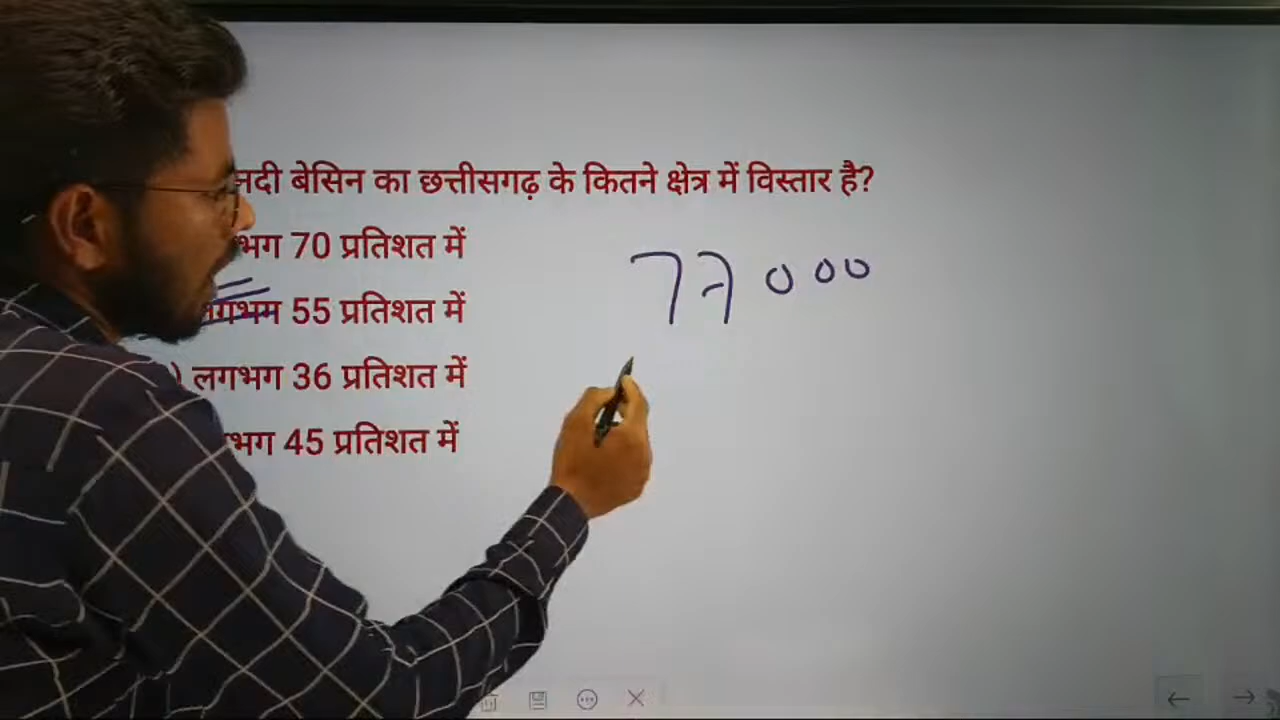 नदी बेसिन का छत्तीसगढ़ के कितने क्षेत्र में विस्तार है?
भग 70 प्रतिशत में
77000
लगभग 55 प्रतिशत में
) लगभग 36 प्रतिशत में
भग 45 प्रतिशत में